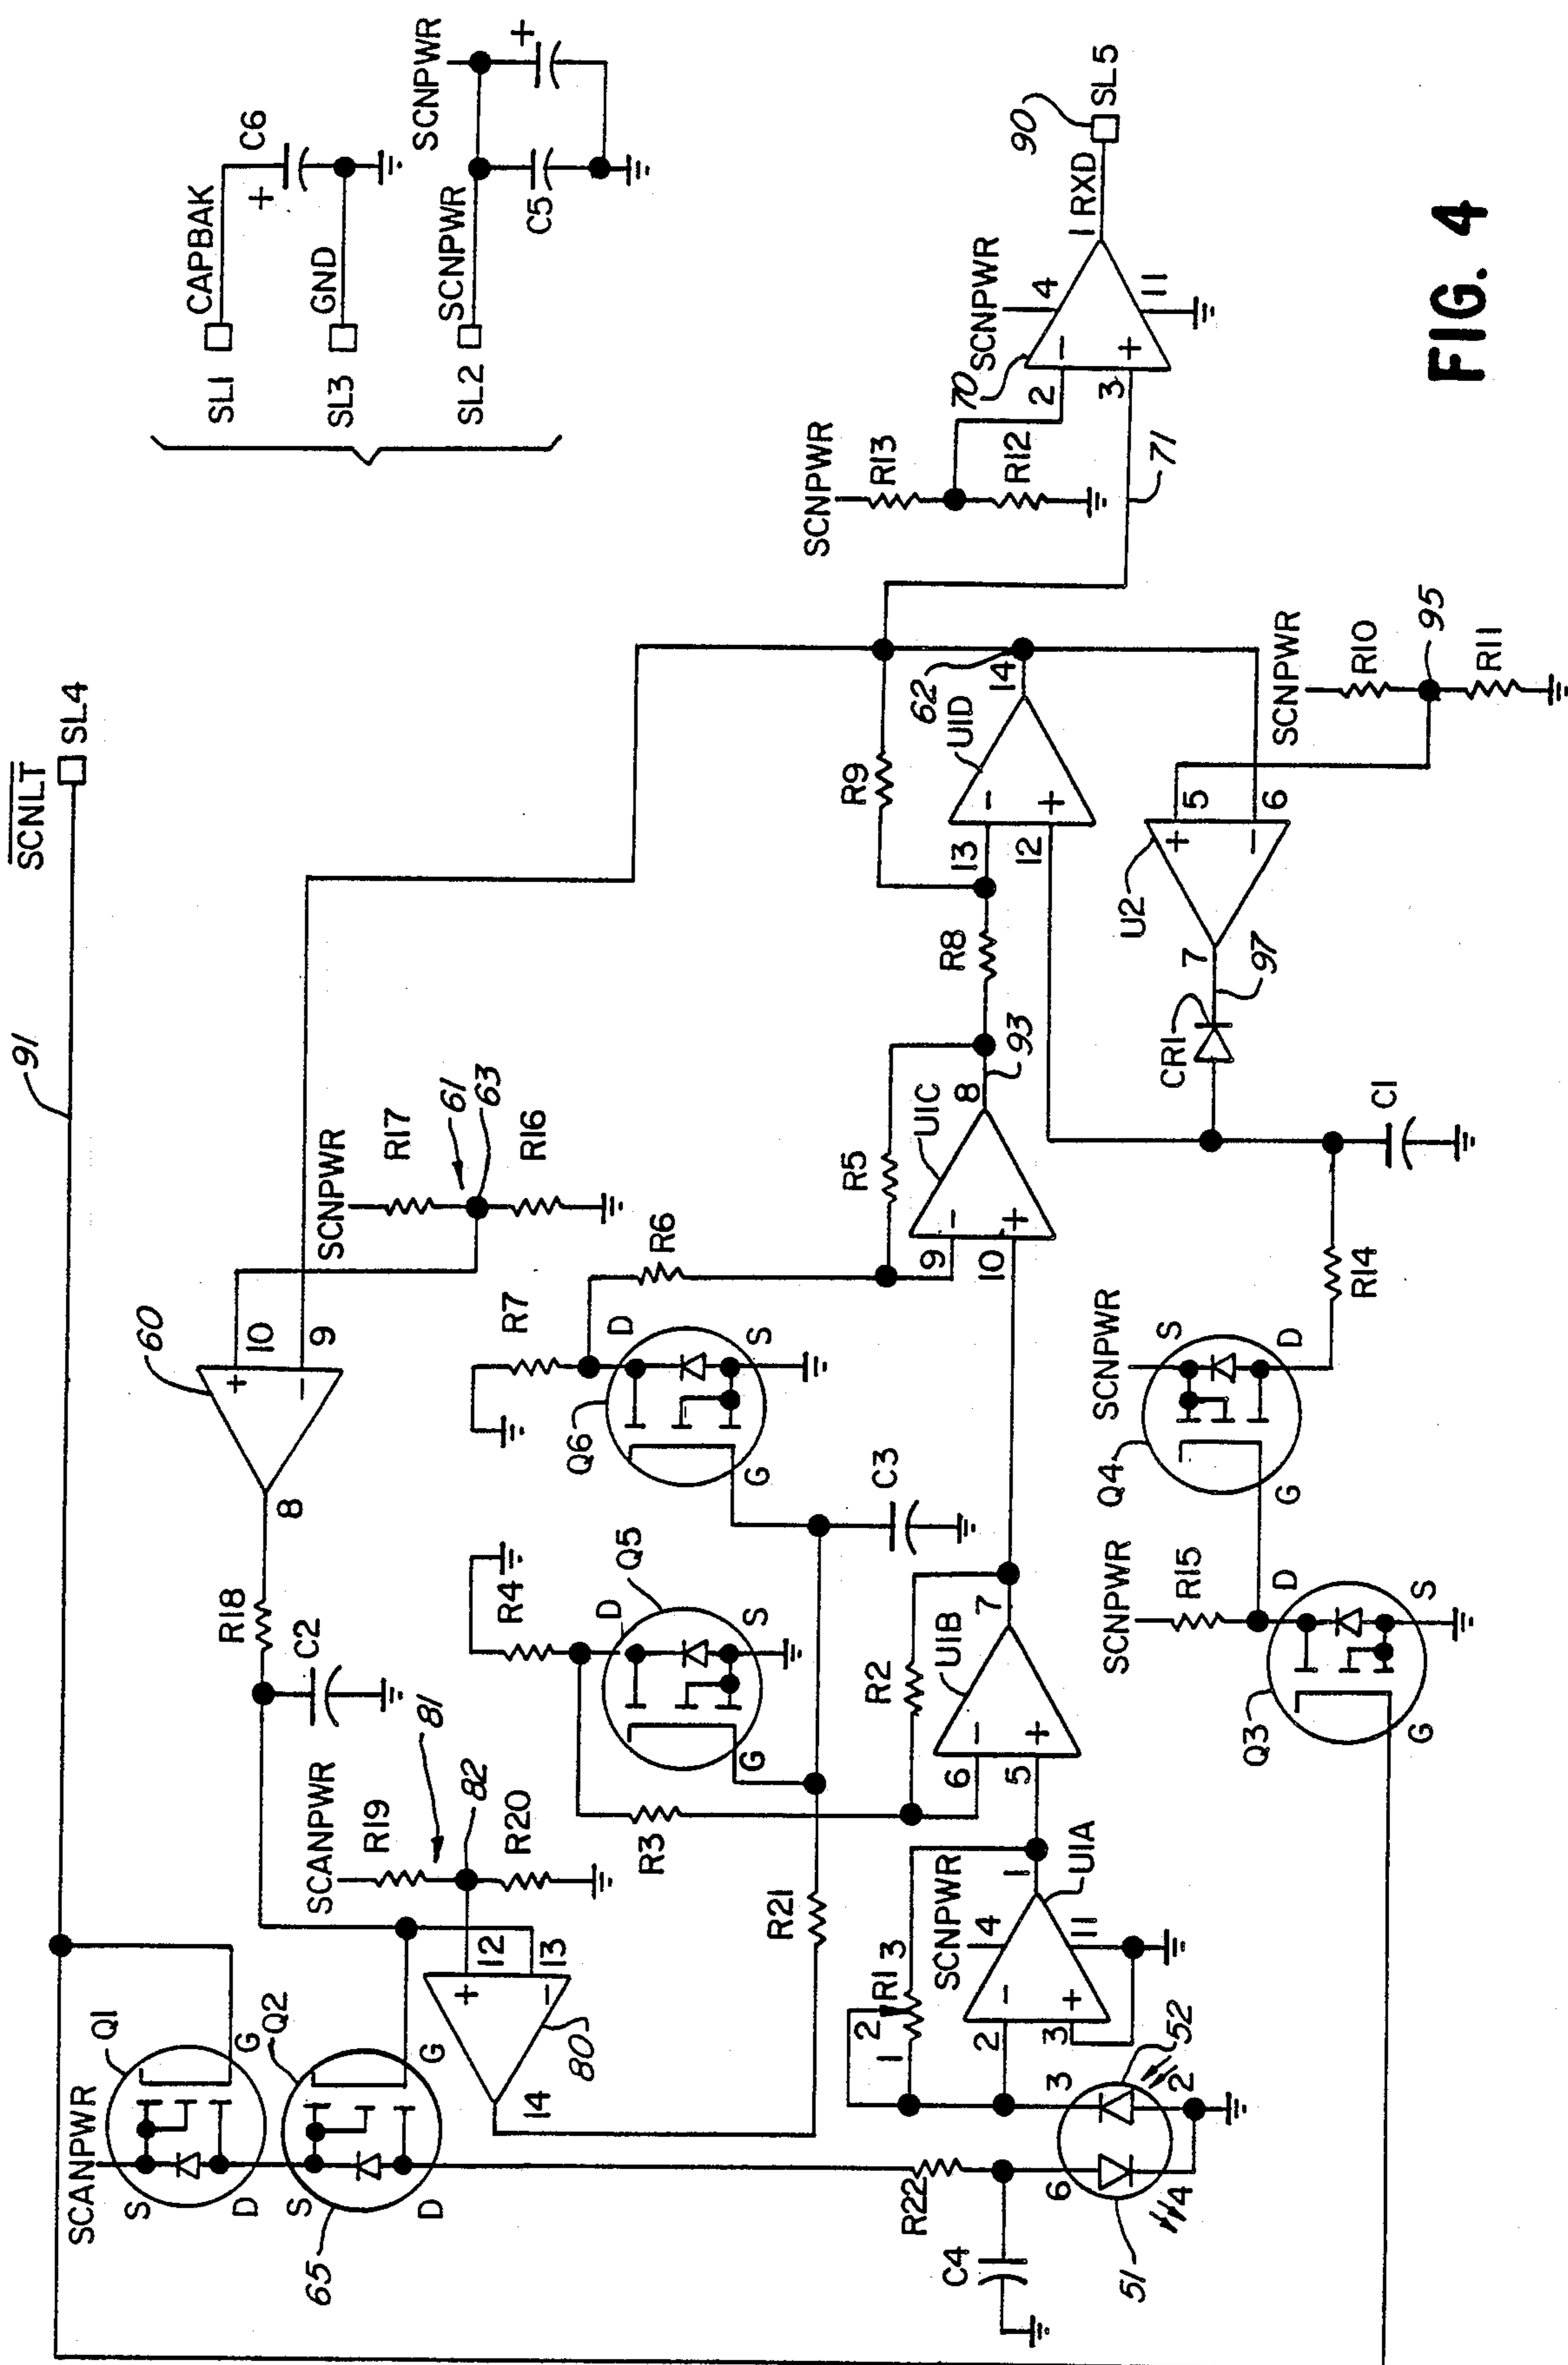 SCNLT
SL4
91
SL1
CAPBAK
C6
+
SL3
GND
SL2
SCNPWR
C5
SCNPWR
+
SCANPWR
Q1
S
D
G
Q2
S
D
G
65
SCANPWR
R19
81
82
R20
12
13
+
−
80
14
C2
R18
8
60
+
−
10
9
SCNPWR
R17
61
63
R16
R21
R3
R4
D
Q5
S
G
R7
D
Q6
S
G
R6
C3
R22
C4
6
51
4
3
52
2
2
R1
3
1
SCNPWR
4
2
3
−
+
1
11
U1A
6
5
−
+
U1B
7
R2
9
10
−
+
U1C
8
R5
93
R8
R9
13
12
−
+
U1D
14
62
SCNPWR
R13
R12
71
70
SCNPWR
4
2
3
−
+
11
1
RXD
90
SL5
Q3
G
D
S
SCNPWR
R15
Q4
G
SCNPWR
S
D
R14
C1
CR1
97
7
U2
+
−
5
6
SCNPWR
R10
95
R11
FIG. 4